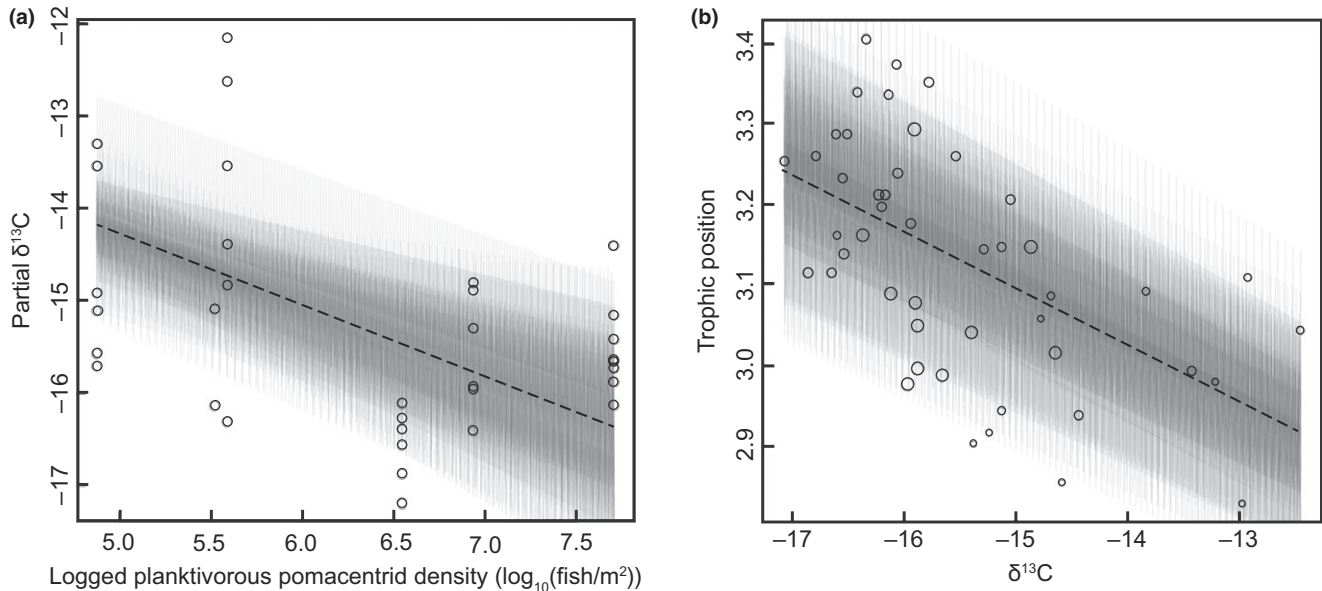 (a)
−12
−13
−14
−15
−16
−17
Partial δ¹³C
5.0 5.5 6.0 6.5 7.0 7.5
Logged planktivorous pomacentrid density (log₁₀(fish/m²))
(b)
3.4
3.3
3.2
3.1
3.0
2.9
Trophic position
−17 −16 −15 −14 −13
δ¹³C